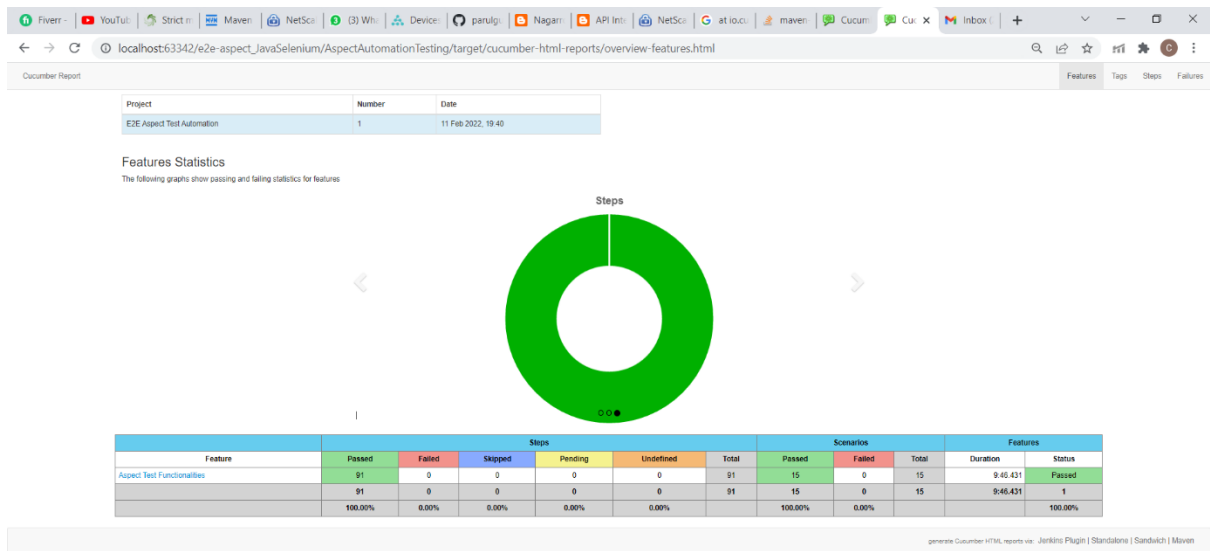 Fiverr - YouTub Strict m Maven NetSca (3) Wha Device: parulgu Nagarr API Inte NetSca at io.cu maven- Cucum Cuc Inbox (
localhost:63342/e2e-aspect_JavaSelenium/AspectAutomationTesting/target/cucumber-html-reports/overview-features.html C
Cucumber Report Features Tags Steps Failures
Project Number Date
E2E Aspect Test Automation 1 11 Feb 2022, 19:40
Features Statistics
The following graphs show passing and failing statistics for features
Steps
Steps Scenarios Features
Feature Passed Failed Skipped Pending Undefined Total Passed Failed Total Duration Status
Aspect Test Functionalities 91 0 0 0 0 91 15 0 15 9:46.431 Passed
91 0 0 0 0 91 15 0 15 9:46.431 1
100.00% 0.00% 0.00% 0.00% 0.00% 100.00% 0.00% 100.00%
generate Cucumber HTML reports via: Jenkins Plugin | Standalone | Sandwich | Maven